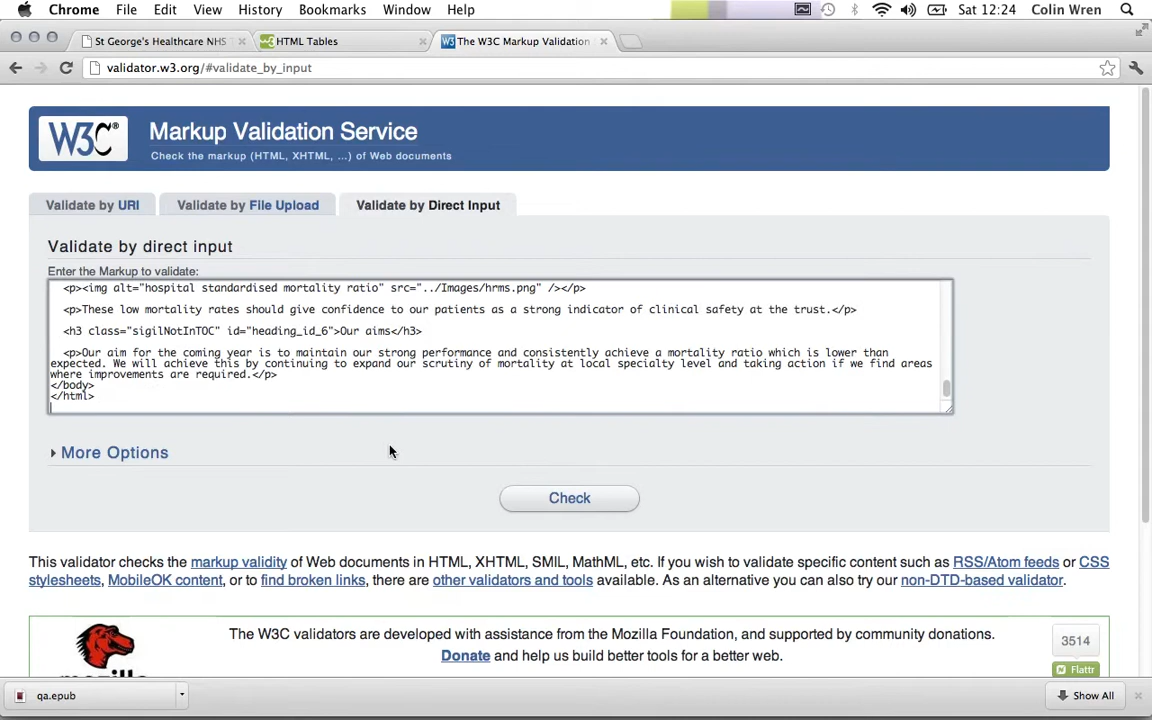 Chrome File Edit View History Bookmarks Window Help Sat 12:24 Colin Wren
St George's Healthcare NHS
HTML Tables
The W3C Markup Validation
validator.w3.org/#validate_by_input
W3C® Markup Validation Service
Check the markup (HTML, XHTML, ...) of Web documents
Validate by URI Validate by File Upload Validate by Direct Input
Validate by direct input
Enter the Markup to validate:
<p><img alt="hospital standardised mortality ratio" src="../Images/hrms.png" /></p>
<p>These low mortality rates should give confidence to our patients as a strong indicator of clinical safety at the trust.</p>
<h3 class="sigilNotInTOC" id="heading_id_6">Our aims</h3>
<p>Our aim for the coming year is to maintain our strong performance and consistently achieve a mortality ratio which is lower than
expected. We will achieve this by continuing to expand our scrutiny of mortality at local specialty level and taking action if we find areas
where improvements are required.</p>
</body>
</html>
More Options
Check
This validator checks the markup validity of Web documents in HTML, XHTML, SMIL, MathML, etc. If you wish to validate specific content such as RSS/Atom feeds or CSS
stylesheets, MobileOK content, or to find broken links, there are other validators and tools available. As an alternative you can also try our non-DTD-based validator.
The W3C validators are developed with assistance from the Mozilla Foundation, and supported by community donations.
Donate and help us build better tools for a better web.
3514
Flattr
qa.epub
Show All